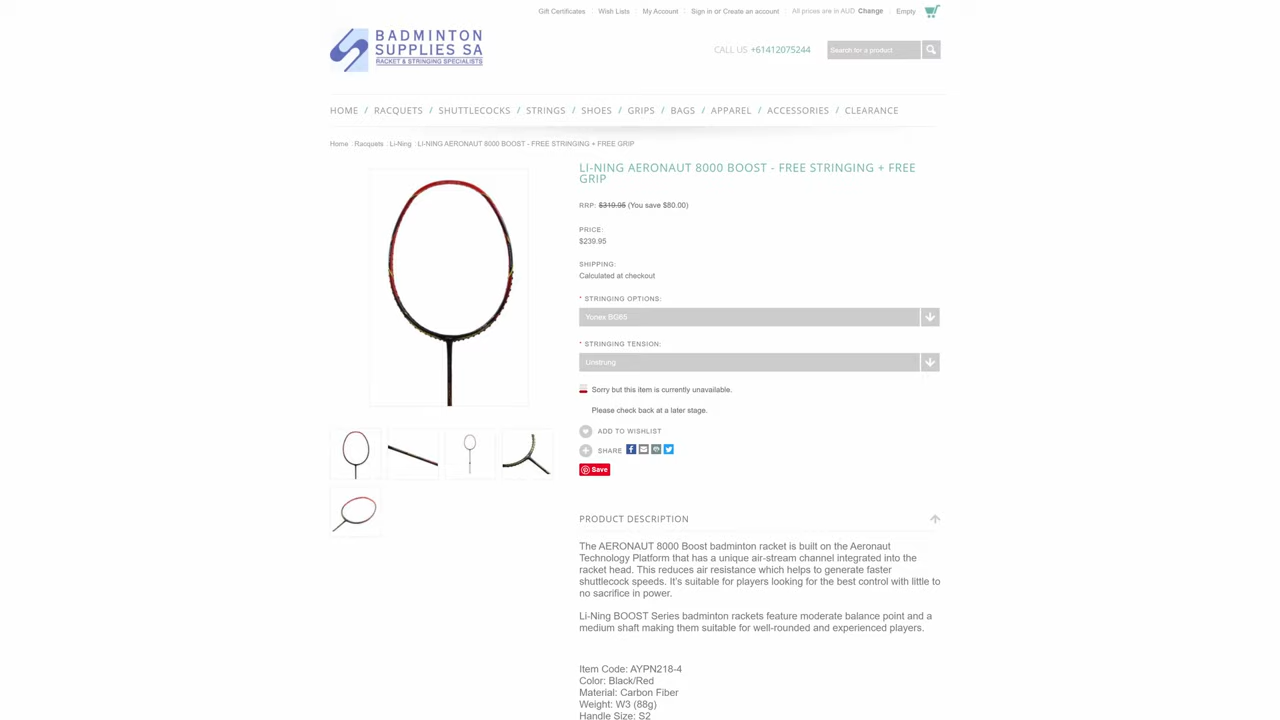 Gift Certificates Wish Lists My Account Sign in or Create an account All prices are in AUD Change Empty
BADMINTON
SUPPLIES SA
RACKET & STRINGING SPECIALISTS
CALL US +61412075244
Search for a product
HOME / RACQUETS / SHUTTLECOCKS / STRINGS / SHOES / GRIPS / BAGS / APPAREL / ACCESSORIES / CLEARANCE
Home Racquets Li-Ning LI-NING AERONAUT 8000 BOOST - FREE STRINGING + FREE GRIP
LI-NING AERONAUT 8000 BOOST - FREE STRINGING + FREE
GRIP
RRP: $319.95 (You save $80.00)
PRICE:
$239.95
SHIPPING:
Calculated at checkout
* STRINGING OPTIONS:
Yonex BG65
* STRINGING TENSION:
Unstrung
Sorry but this item is currently unavailable.
Please check back at a later stage.
ADD TO WISHLIST
SHARE
Save
PRODUCT DESCRIPTION
The AERONAUT 8000 Boost badminton racket is built on the Aeronaut
Technology Platform that has a unique air-stream channel integrated into the
racket head. This reduces air resistance which helps to generate faster
shuttlecock speeds. It's suitable for players looking for the best control with little to
no sacrifice in power.
Li-Ning BOOST Series badminton rackets feature moderate balance point and a
medium shaft making them suitable for well-rounded and experienced players.
Item Code: AYPN218-4
Color: Black/Red
Material: Carbon Fiber
Weight: W3 (88g)
Handle Size: S2